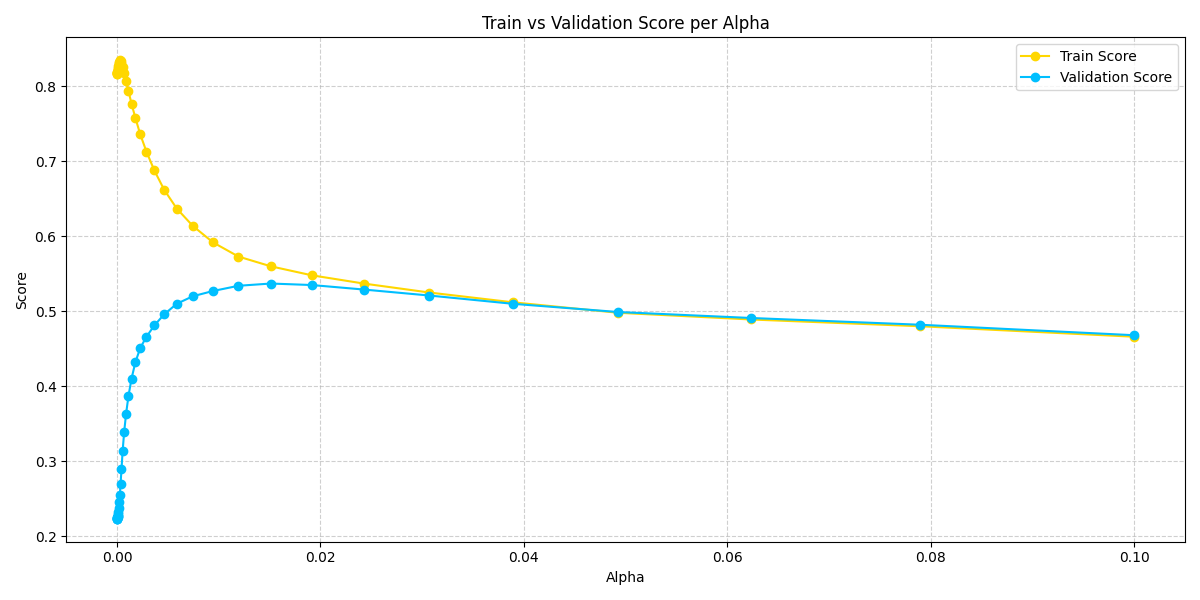 Train vs Validation Score per Alpha
Train Score
Validation Score
Score
0.8
0.7
0.6
0.5
0.4
0.3
0.2
0.00 0.02 0.04 0.06 0.08 0.10
Alpha